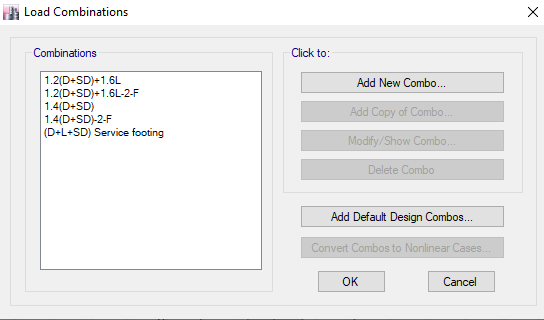 Load Combinations
Combinations
1.2(D+SD)+1.6L
1.2(D+SD)+1.6L-2-F
1.4(D+SD)
1.4(D+SD)-2-F
(D+L+SD) Service footing
Click to:
Add New Combo...
Add Copy of Combo...
Modify/Show Combo...
Delete Combo
Add Default Design Combos...
Convert Combos to Nonlinear Cases...
OK
Cancel